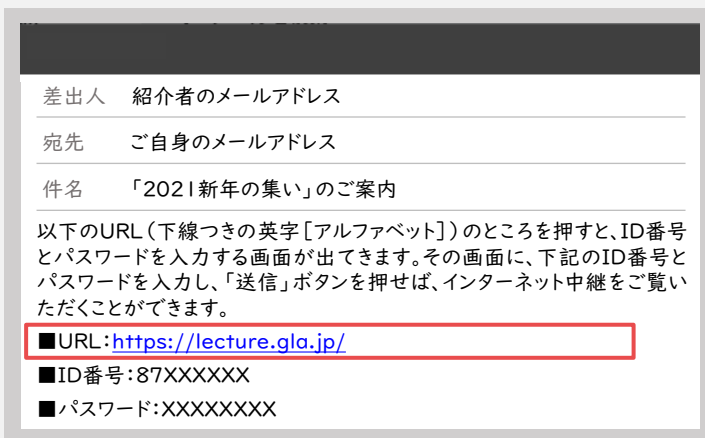 差出人 紹介者のメールアドレス
宛先 ご自身のメールアドレス
件名 「2021新年の集い」のご案内
以下のURL(下線つきの英字[アルファベット])のところを押すと、ID番号
とパスワードを入力する画面が出てきます。その画面に、下記のID番号と
パスワードを入力し、「送信」ボタンを押せば、インターネット中継をご覧い
ただくことができます。
■URL:https://lecture.gla.jp/
■ID番号:87XXXXXX
■パスワード:XXXXXXXX